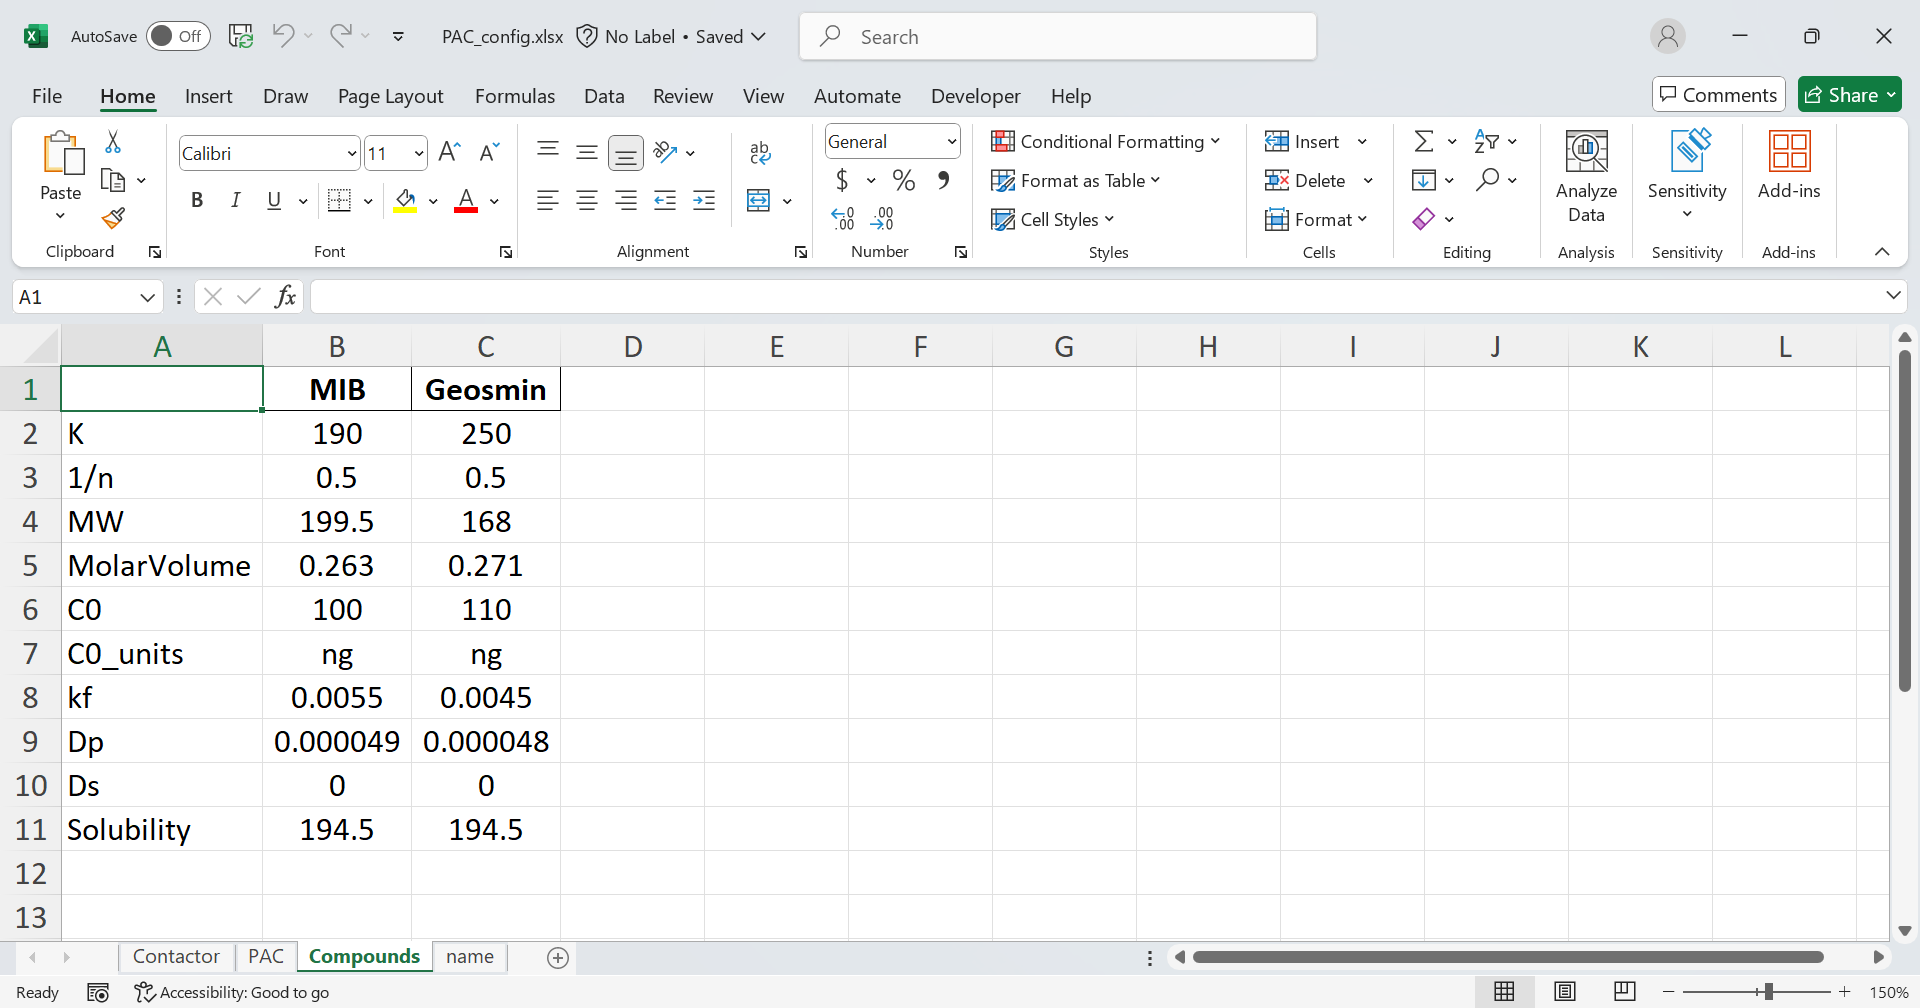 AutoSave Off PAC_config.xlsx No Label • Saved Search
File Home Insert Draw Page Layout Formulas Data Review View Automate Developer Help Comments Share
Paste Calibri 11 General Conditional Formatting Insert Analyze Data Sensitivity Add-ins
B I U $ % Format as Table Delete
Cell Styles Format
Clipboard Font Alignment Number Styles Cells Editing Analysis Sensitivity Add-ins
A1 fx
A B C D E F G H I J K L
1 MIB Geosmin
2 K 190 250
3 1/n 0.5 0.5
4 MW 199.5 168
5 MolarVolume 0.263 0.271
6 C0 100 110
7 C0_units ng ng
8 kf 0.0055 0.0045
9 Dp 0.000049 0.000048
10 Ds 0 0
11 Solubility 194.5 194.5
12
13
Contactor PAC Compounds name
Ready Accessibility: Good to go 150%